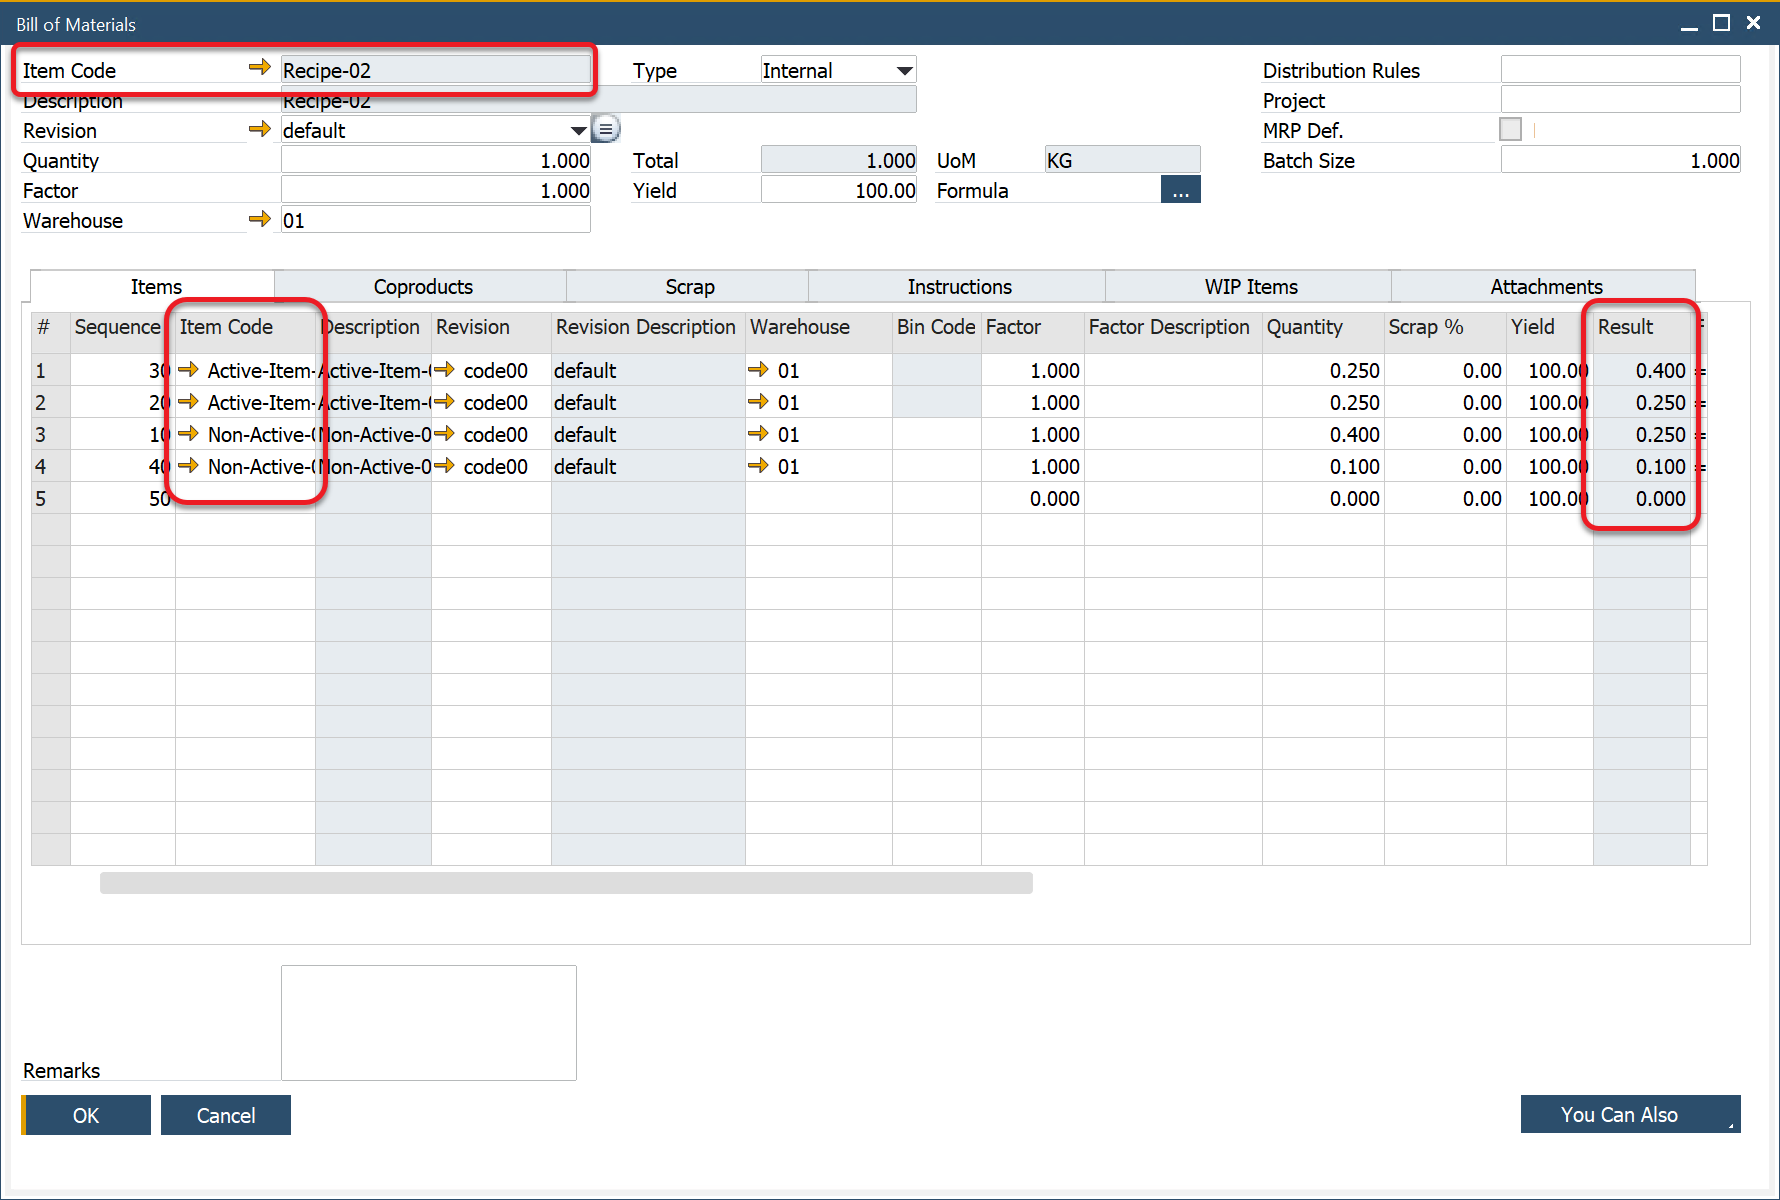 Bill of Materials
Item Code Recipe-02 Type Internal Distribution Rules
Description Recipe-02 Project
Revision default MRP Def.
Quantity 1.000 Total 1.000 UoM KG Batch Size 1.000
Factor 1.000 Yield 100.00 Formula ...
Warehouse 01
Items Coproducts Scrap Instructions WIP Items Attachments
# Sequence Item Code Description Revision Revision Description Warehouse Bin Code Factor Factor Description Quantity Scrap % Yield Result
1 30 Active-Item- Active-Item- code00 default 01 1.000 0.250 0.00 100.00 0.400 =
2 20 Active-Item- Active-Item- code00 default 01 1.000 0.250 0.00 100.00 0.250 =
3 10 Non-Active-0 Non-Active-0 code00 default 01 1.000 0.400 0.00 100.00 0.250 =
4 40 Non-Active-0 Non-Active-0 code00 default 01 1.000 0.100 0.00 100.00 0.100 =
5 50 0.000 0.000 0.00 100.00 0.000
Remarks
OK Cancel You Can Also